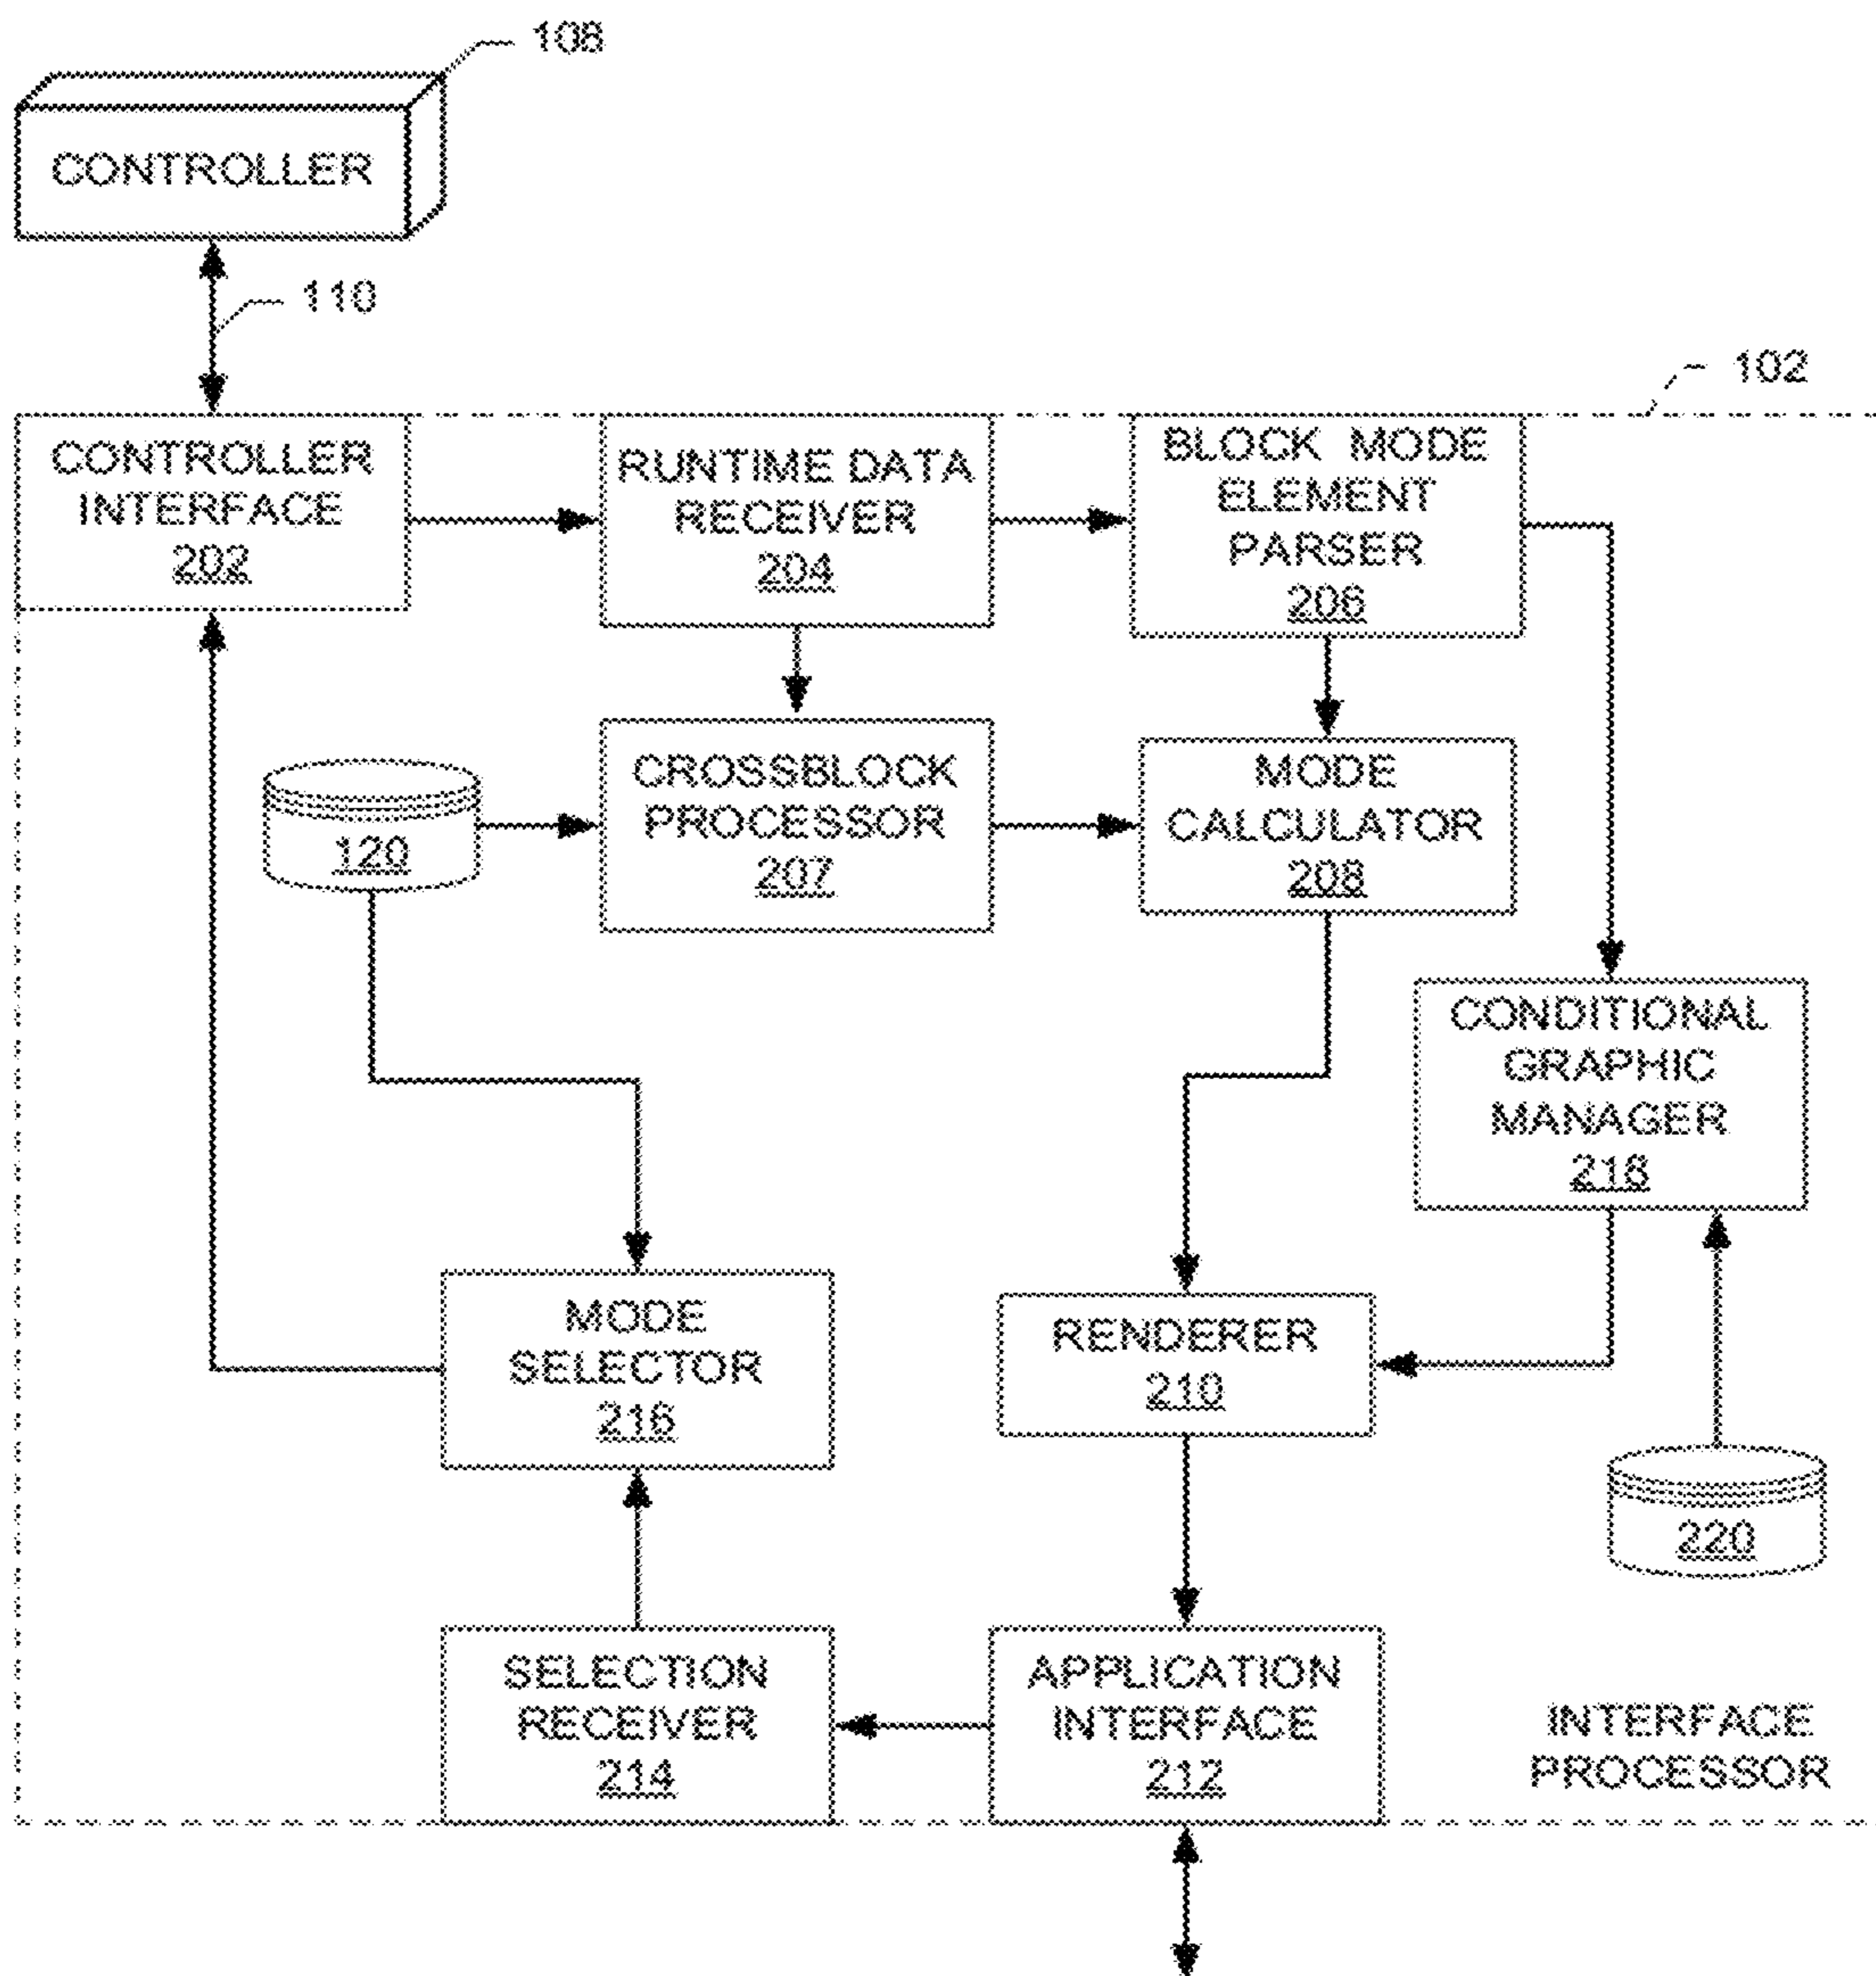 108
CONTROLLER
110
102
CONTROLLER
INTERFACE
202
RUNTIME DATA
RECEIVER
204
BLOCK MODE
ELEMENT
PARSER
206
120
CROSSBLOCK
PROCESSOR
207
MODE
CALCULATOR
208
CONDITIONAL
GRAPHIC
MANAGER
218
MODE
SELECTOR
216
RENDERER
210
220
SELECTION
RECEIVER
214
APPLICATION
INTERFACE
212
INTERFACE
PROCESSOR